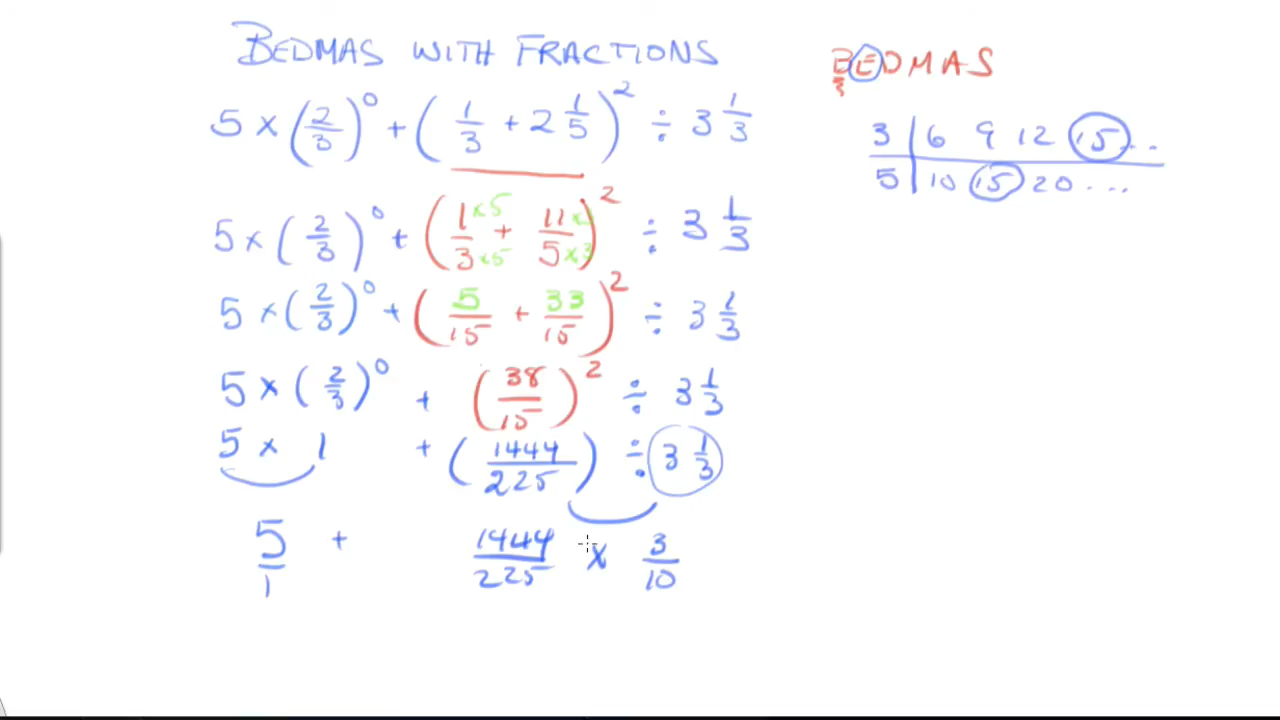 BEDMAS WITH FRACTIONS
5 × (2/3)^0 + (1/3 + 2 1/5)^2 ÷ 3 1/3
5 × (2/3)^0 + (1×5/3×5 + 11×3/5×3)^2 ÷ 3 1/3
5 × (2/3)^0 + (5/15 + 33/15)^2 ÷ 3 1/3
5 × (2/3)^0 + (38/15)^2 ÷ 3 1/3
5 × 1 + (1444/225) ÷ 3 1/3
5/1 + 1444/225 × 3/10
BEDMAS
3 | 6 9 12 15 ...
5 | 10 15 20 ....